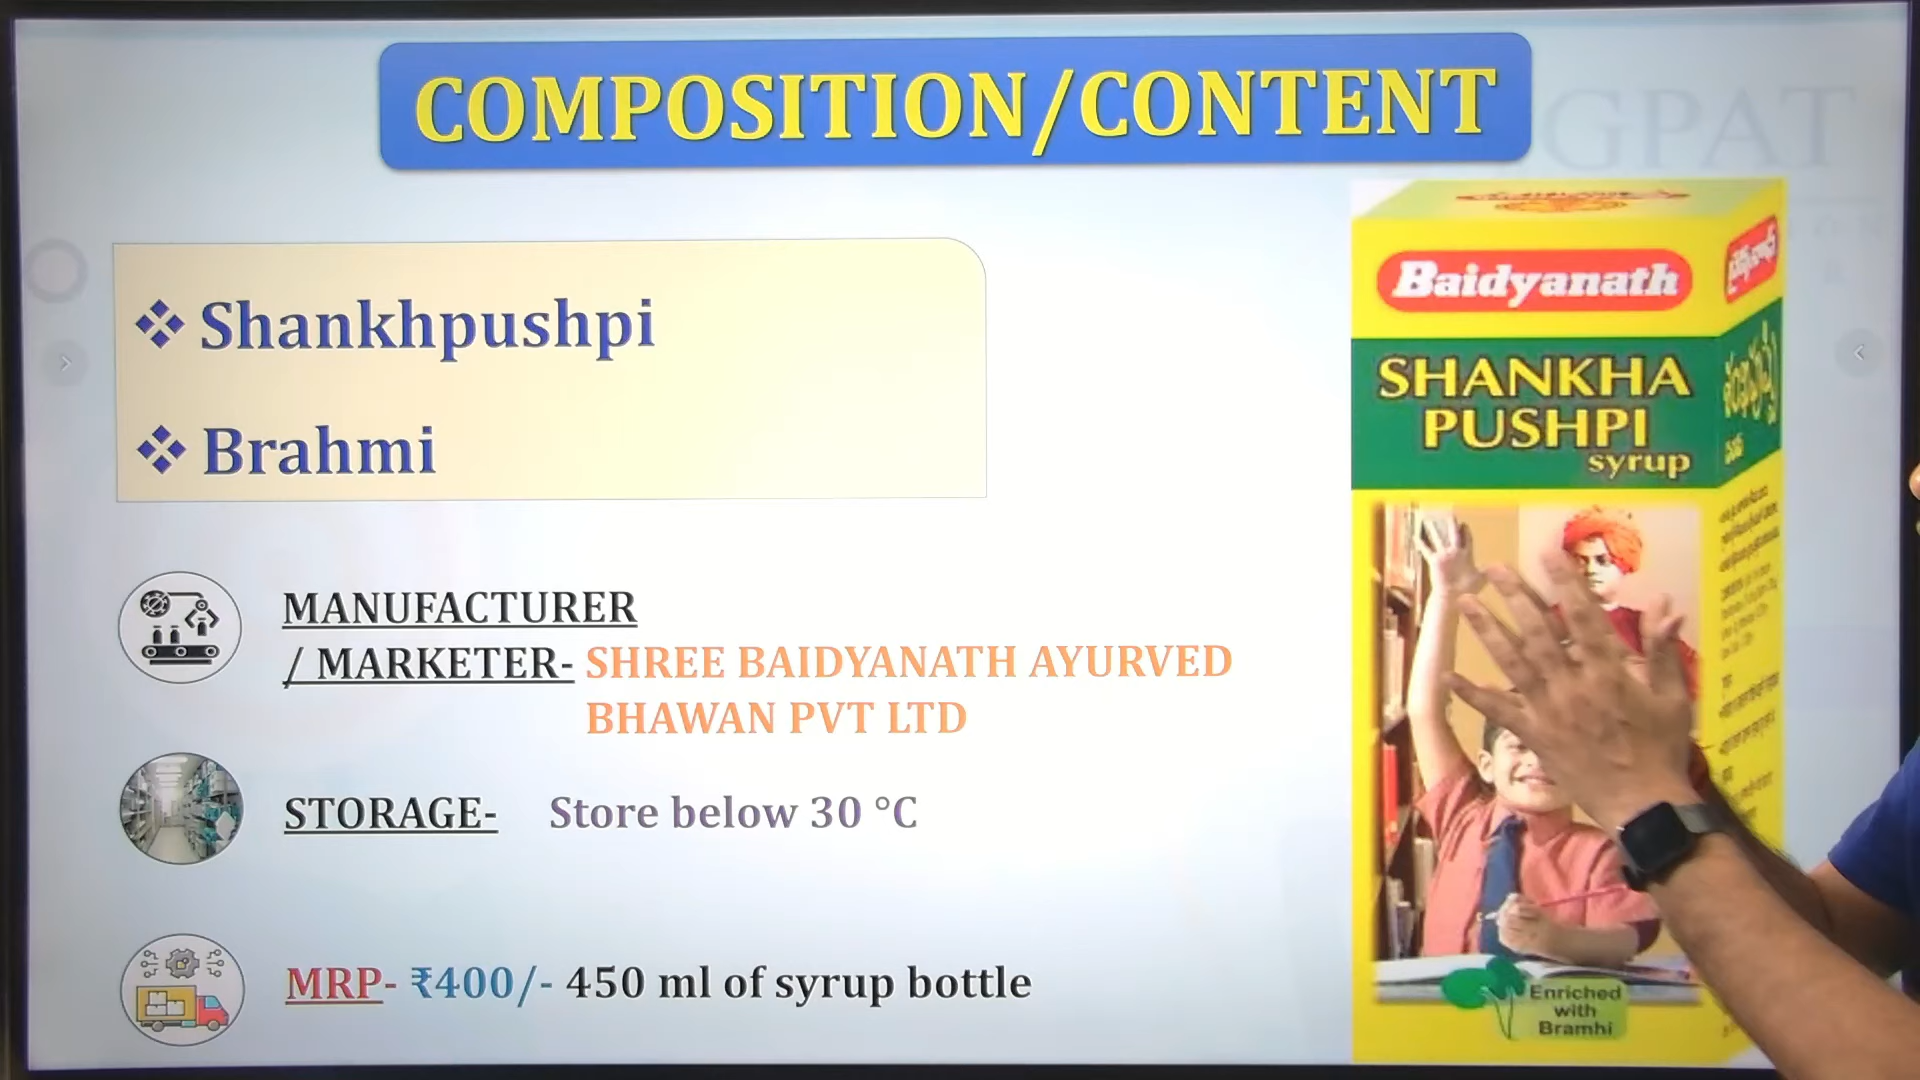 COMPOSITION/CONTENT
GPAT
❖ Shankhpushpi
❖ Brahmi
MANUFACTURER
/ MARKETER- SHREE BAIDYANATH AYURVED
BHAWAN PVT LTD
STORAGE- Store below 30 °C
MRP- ₹400/- 450 ml of syrup bottle
Baidyanath
SHANKHA
PUSHPI
syrup
Enriched
with
Bramhi